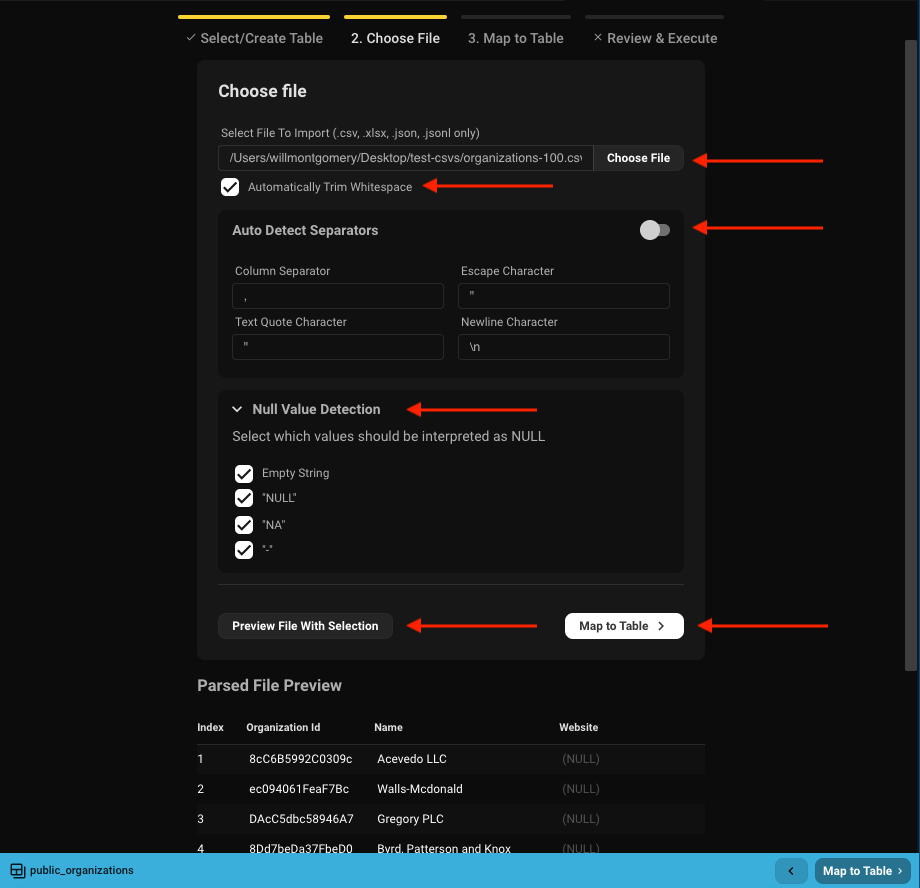 Select/Create Table 2. Choose File 3. Map to Table Review & Execute
Choose file
Select File To Import (.csv, .xlsx, .json, .jsonl only)
/Users/willmontgomery/Desktop/test-csvs/organizations-100.csv Choose File
Automatically Trim Whitespace
Auto Detect Separators
Column Separator Escape Character
, "
Text Quote Character Newline Character
" \n
Null Value Detection
Select which values should be interpreted as NULL
Empty String
"NULL"
"NA"
"-"
Preview File With Selection Map to Table
Parsed File Preview
Index Organization Id Name Website
1 8cC6B5992C0309c Acevedo LLC (NULL)
2 ec094061FeaF7Bc Walls-Mcdonald (NULL)
3 DAcC5dbc58946A7 Gregory PLC (NULL)
4 8Dd7beDa37FbeD0 Byrd, Patterson and Knox (NULL)
public_organizations Map to Table